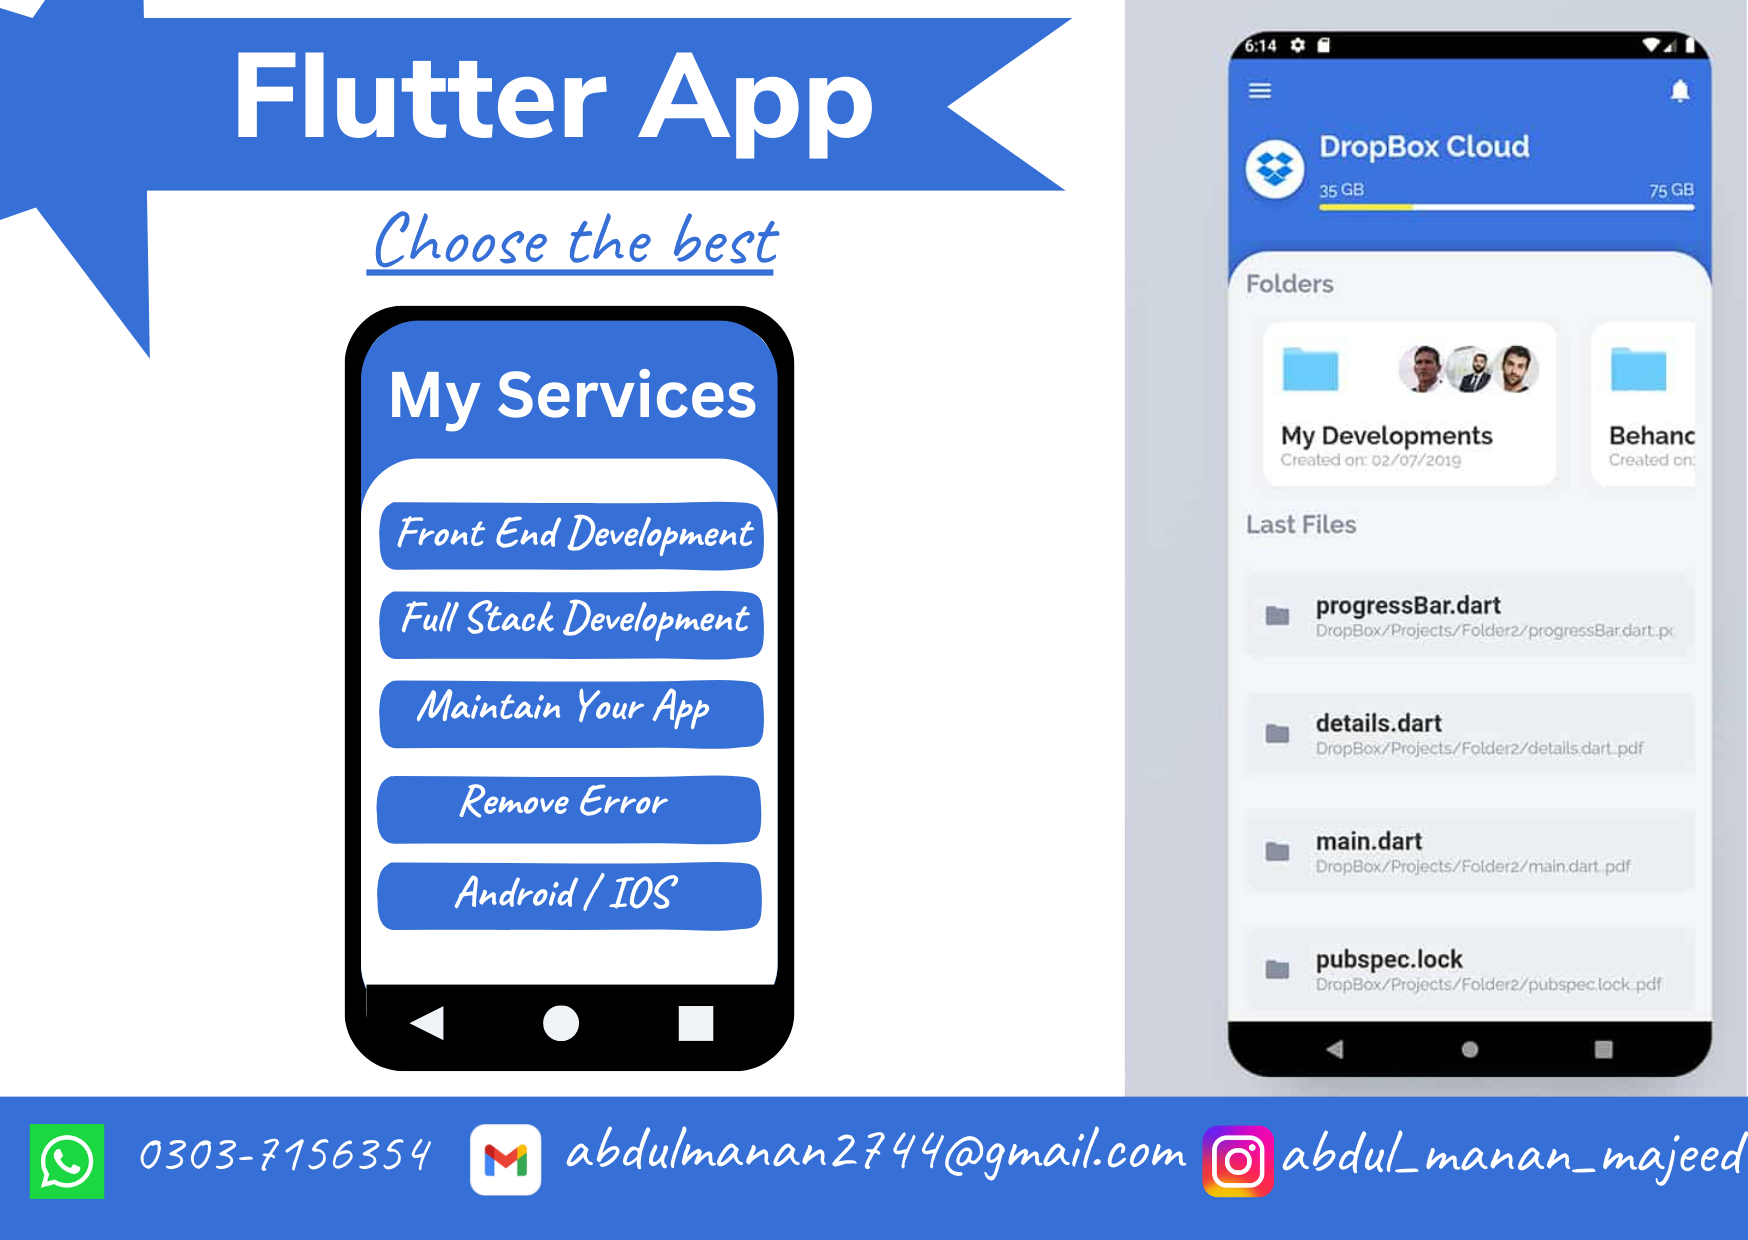 Flutter App
Choose the best
My Services
Front End Development
Full Stack Development
Maintain Your App
Remove Error
Android / IOS
6:14
DropBox Cloud
35 GB 75 GB
Folders
My Developments
Created on: 02/07/2019
Behanc
Created on:
Last Files
progressBar.dart
DropBox/Projects/Folder2/progressBar.dart..pc
details.dart
DropBox/Projects/Folder2/details.dart..pdf
main.dart
DropBox/Projects/Folder2/main.dart..pdf
pubspec.lock
DropBox/Projects/Folder2/pubspec.lock..pdf
0303-7156354 abdulmanan2744@gmail.com abdul_manan_majeed